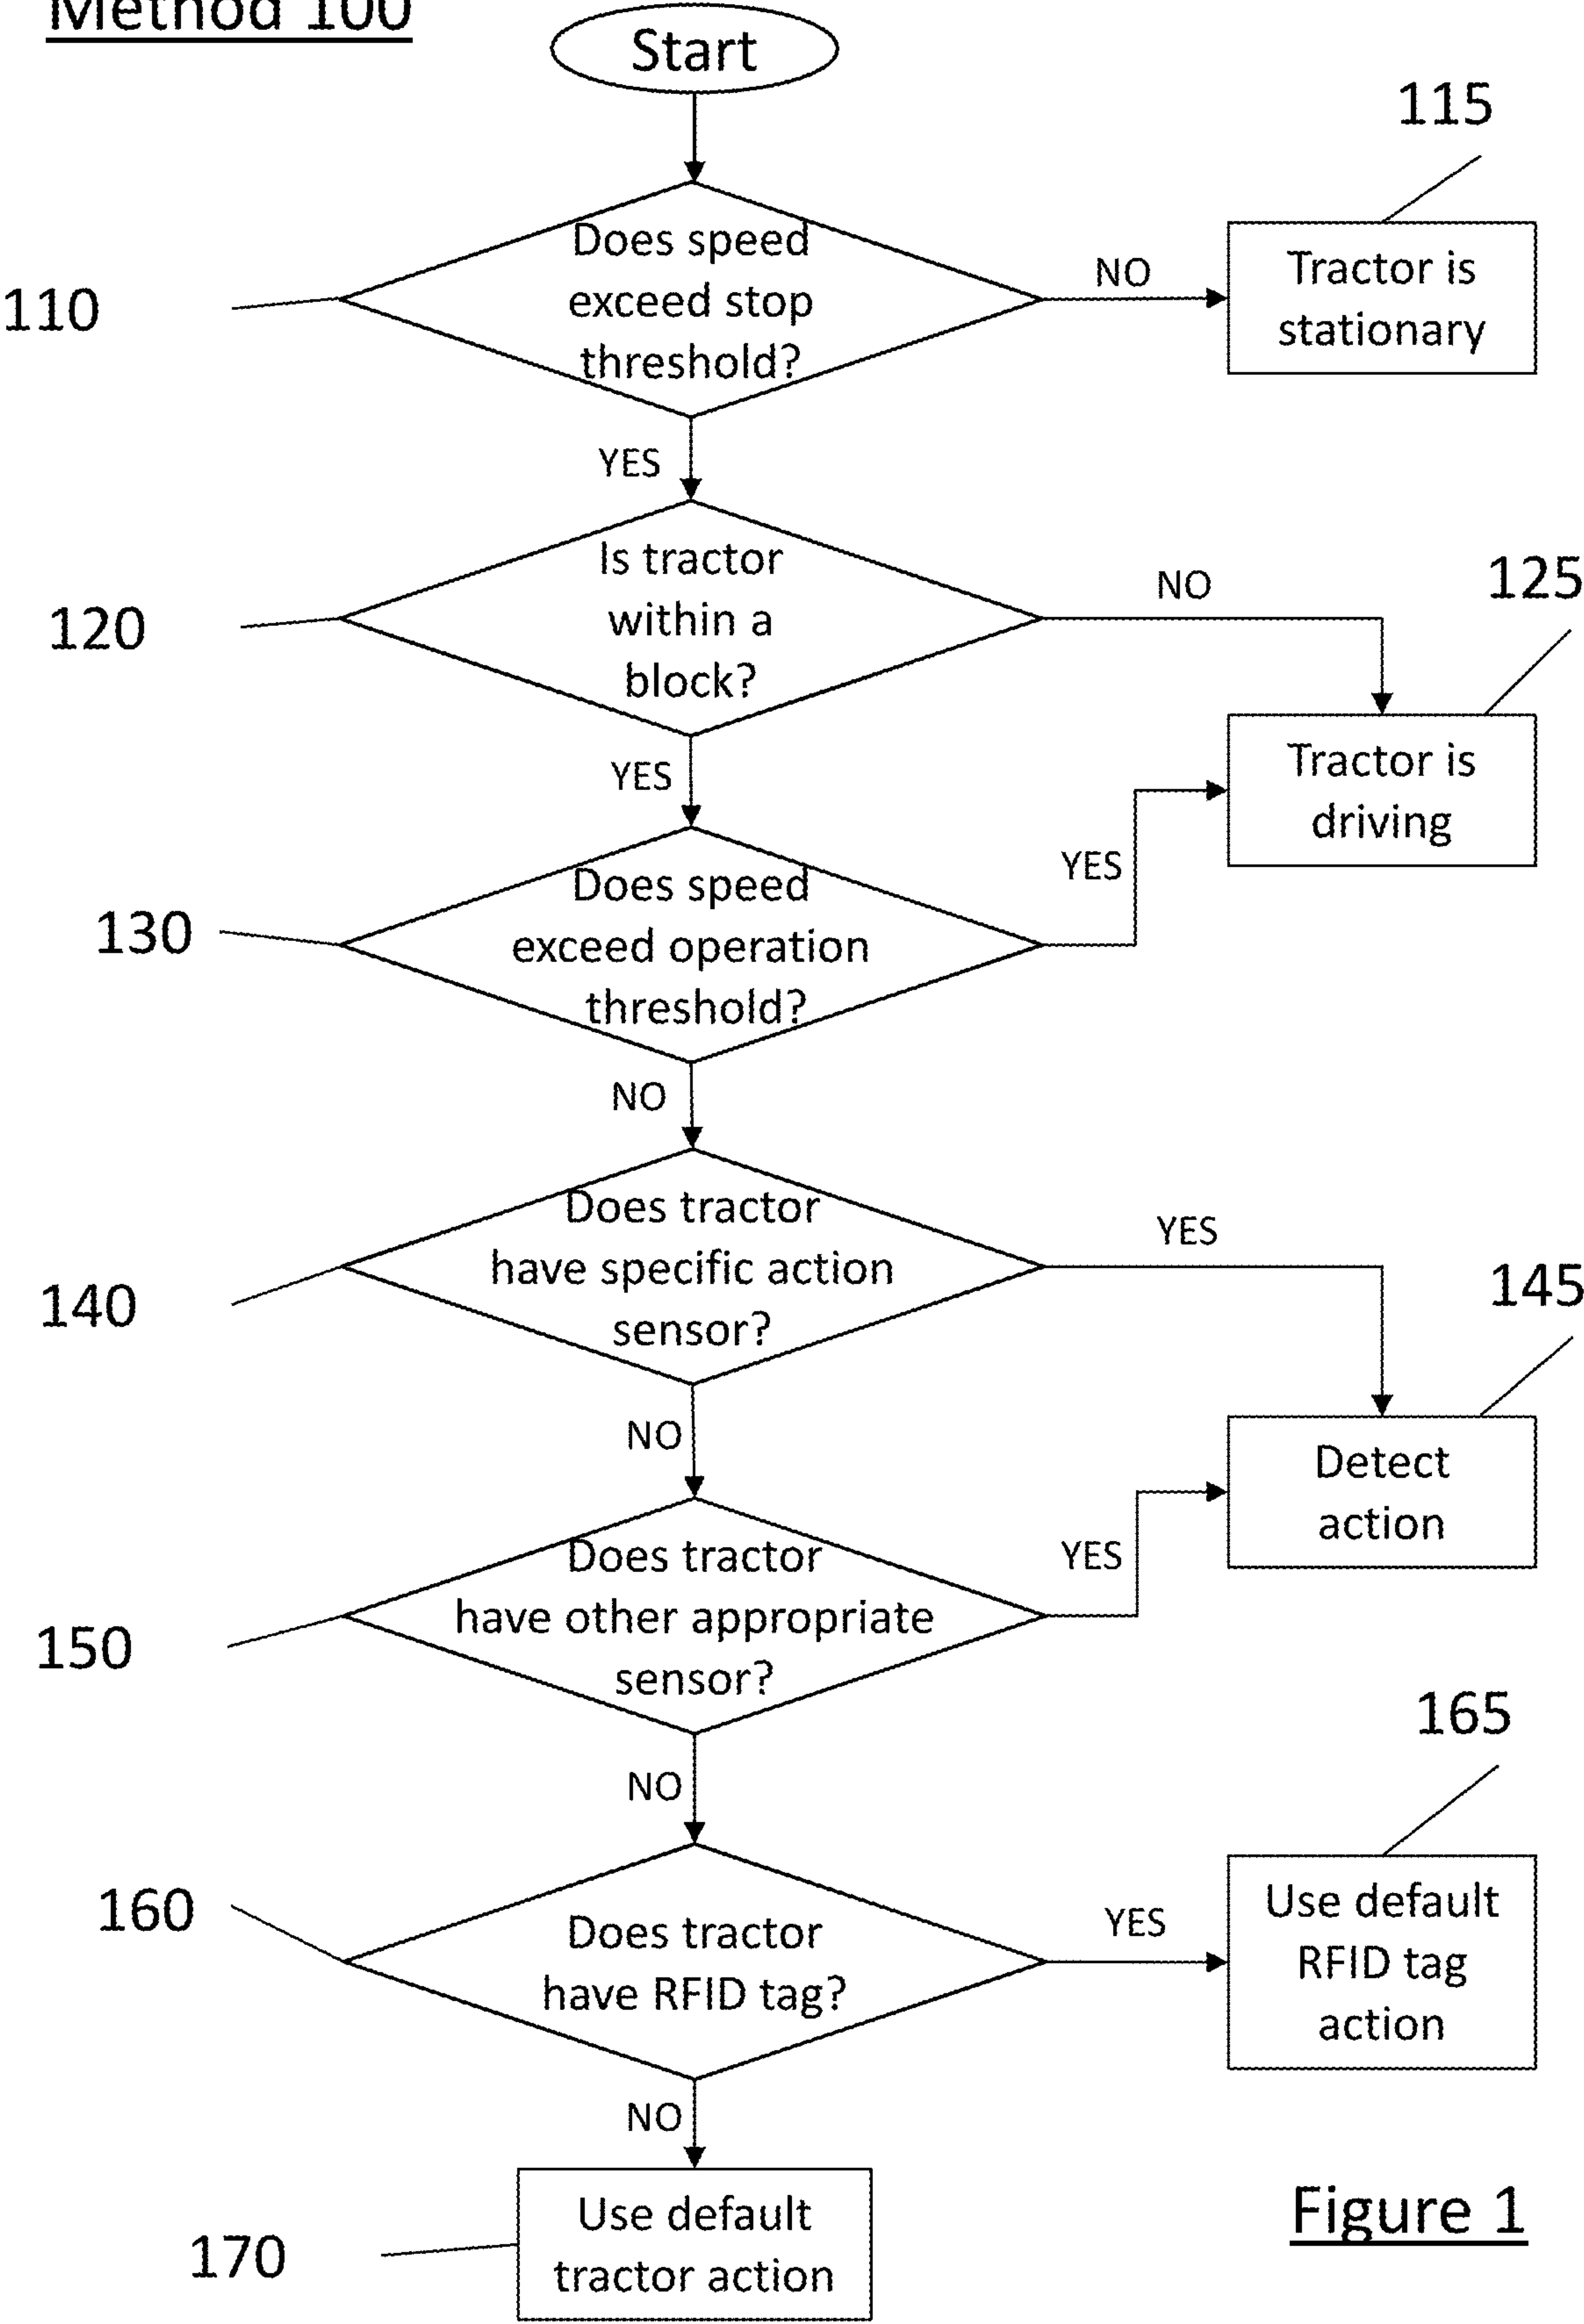 Method 100
Start
115
Does speed
exceed stop
threshold?
110
NO
Tractor is
stationary
YES
Is tractor
within a
block?
120
NO
125
Tractor is
driving
YES
Does speed
exceed operation
threshold?
130
YES
NO
Does tractor
have specific action
sensor?
140
YES
145
Detect
action
NO
Does tractor
have other appropriate
sensor?
150
YES
165
NO
Does tractor
have RFID tag?
160
YES
Use default
RFID tag
action
NO
Use default
tractor action
170
Figure 1